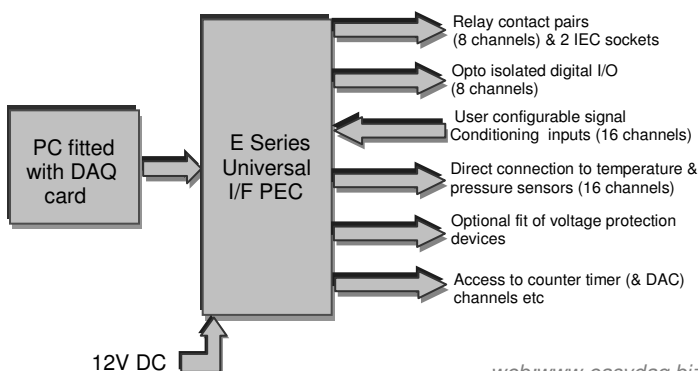 Relay contact pairs
(8 channels) & 2 IEC sockets
Opto isolated digital I/O
(8 channels)
User configurable signal
Conditioning inputs (16 channels)
PC fitted
with DAQ
card
E Series
Universal
I/F PEC
Direct connection to temperature &
pressure sensors (16 channels)
Optional fit of voltage protection
devices
Access to counter timer (& DAC)
channels etc
12V DC